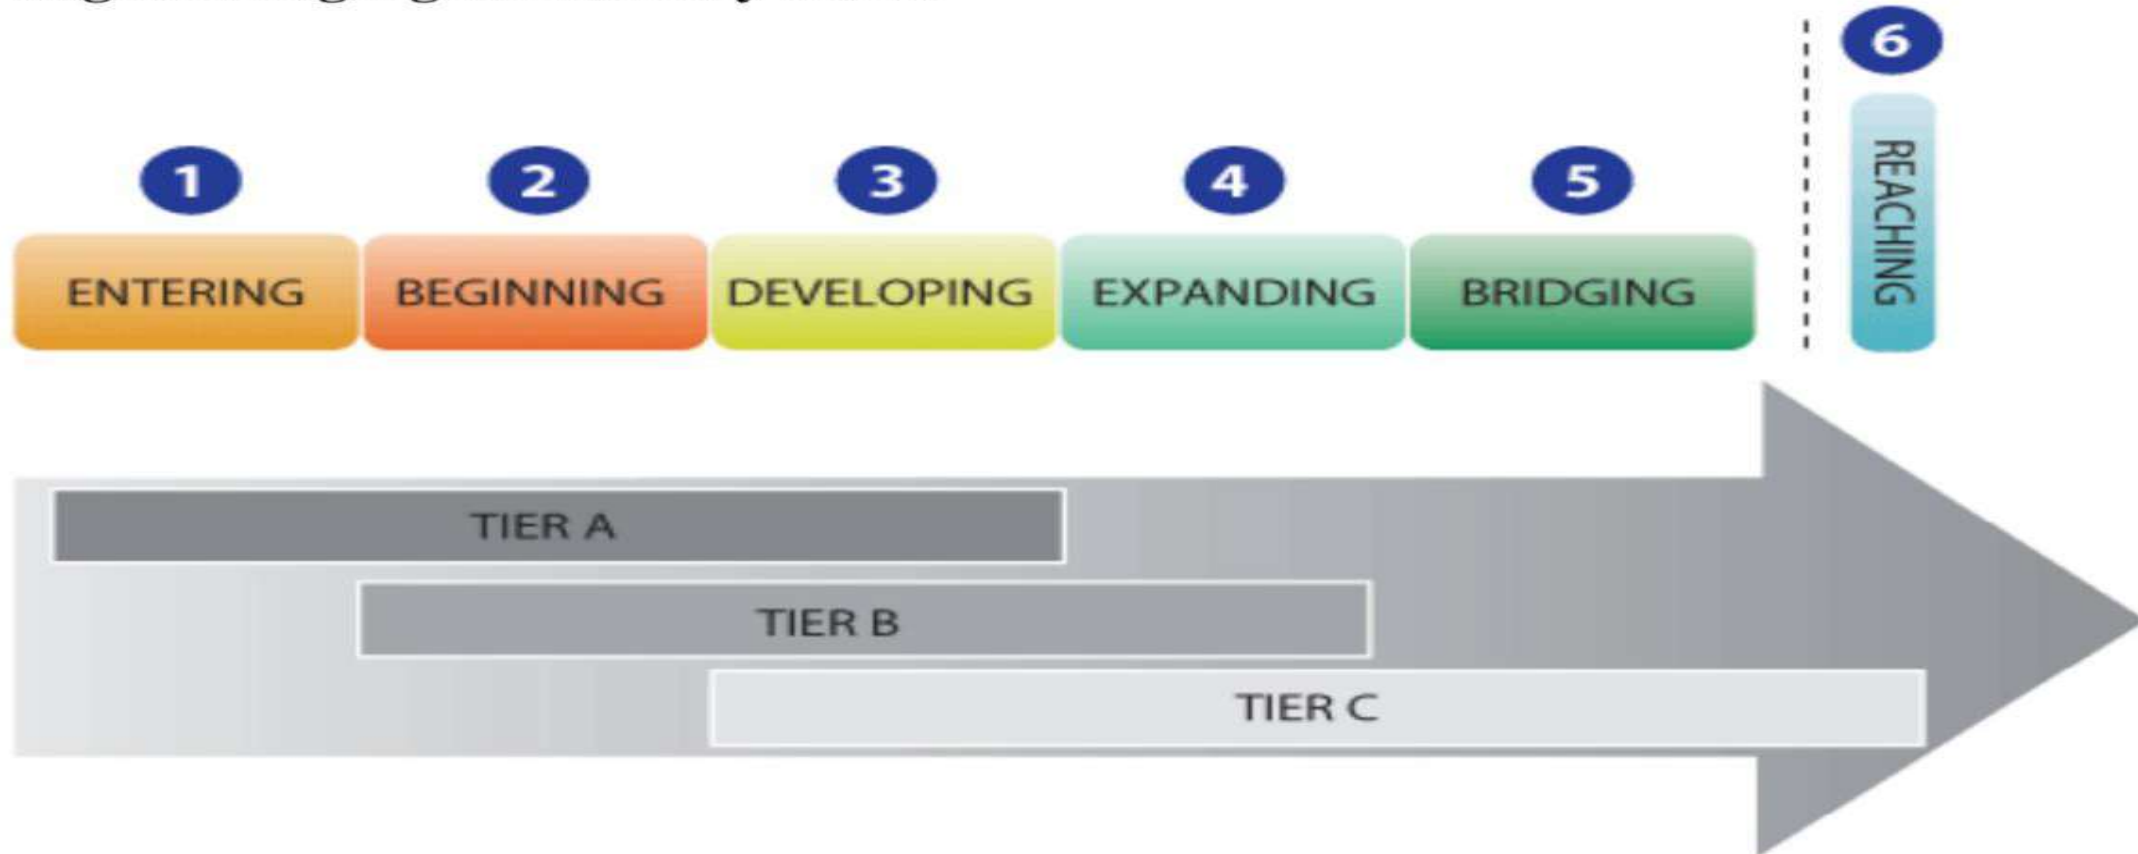 6
1 2 3 4 5
ENTERING BEGINNING DEVELOPING EXPANDING BRIDGING REACHING
TIER A
TIER B
TIER C